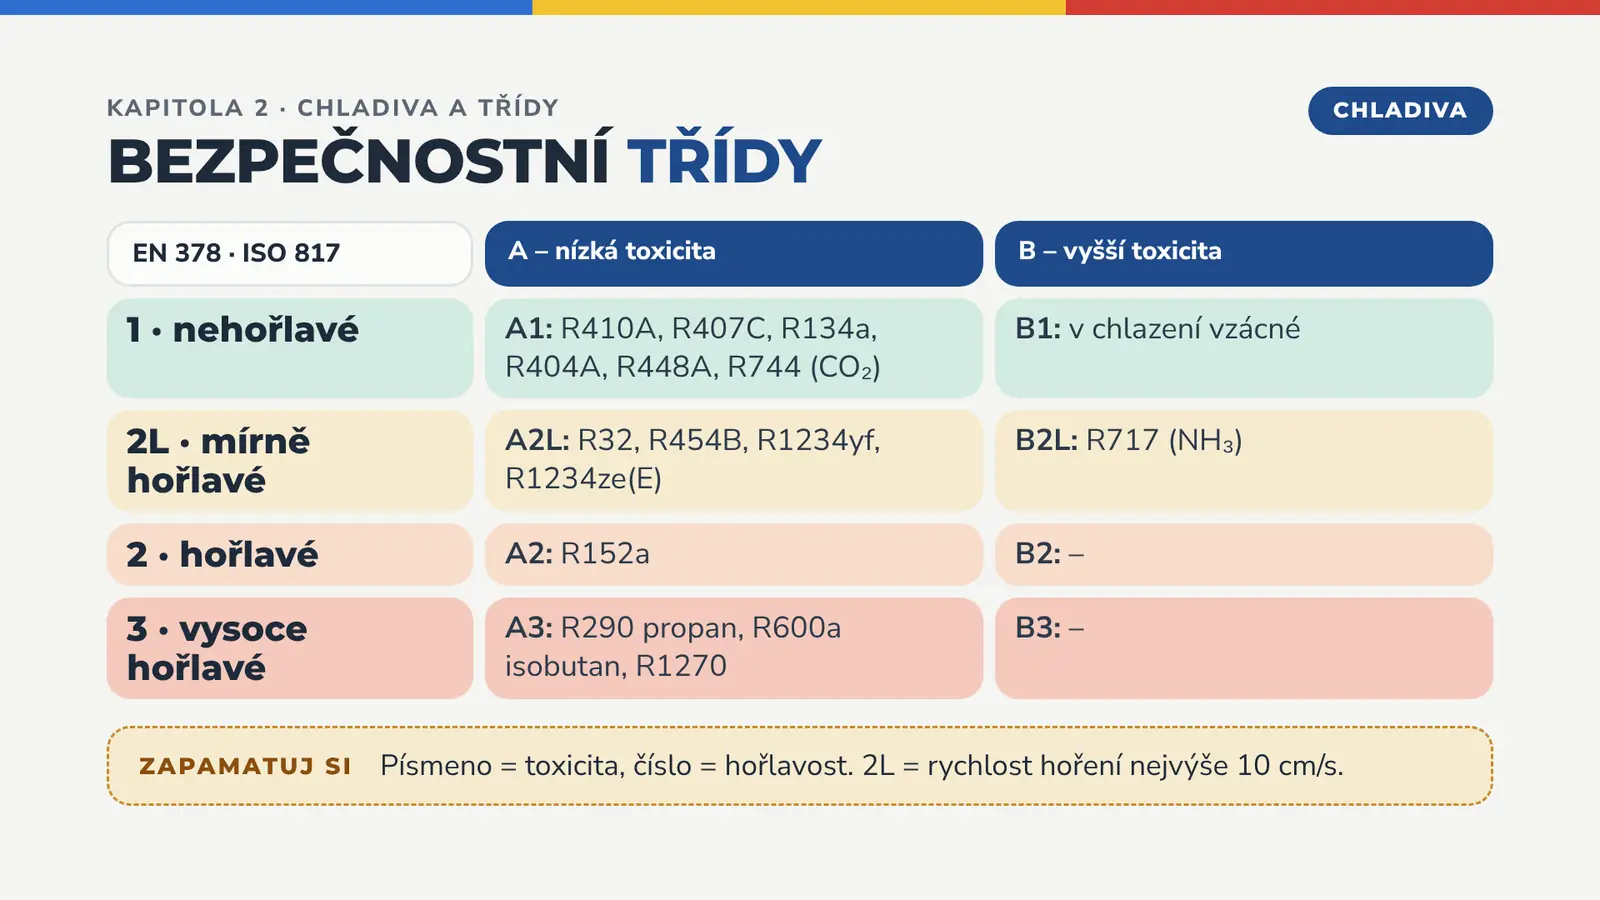 KAPITOLA 2 · CHLADIVA A TŘÍDY
CHLADIVA
BEZPEČNOSTNÍ TŘÍDY
EN 378 · ISO 817
A – nízká toxicita
B – vyšší toxicita
1 · nehořlavé
A1: R410A, R407C, R134a,
R404A, R448A, R744 (CO₂)
B1: v chlazení vzácné
2L · mírně
hořlavé
A2L: R32, R454B, R1234yf,
R1234ze(E)
B2L: R717 (NH₃)
2 · hořlavé
A2: R152a
B2: –
3 · vysoce
hořlavé
A3: R290 propan, R600a
isobutan, R1270
B3: –
ZAPAMATUJ SI Písmeno = toxicita, číslo = hořlavost. 2L = rychlost hoření nejvýše 10 cm/s.